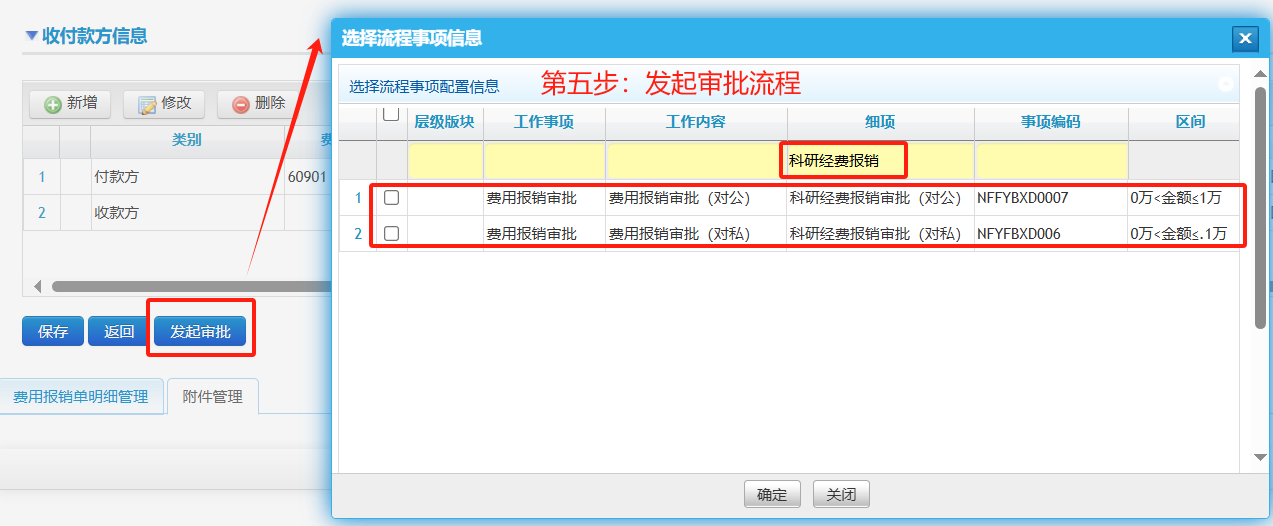 收付款方信息
新增 修改 删除
类别 费
1 付款方 60901
2 收款方
保存 返回 发起审批
费用报销单明细管理 附件管理
选择流程事项信息
选择流程事项配置信息 第五步：发起审批流程
层级版块 工作事项 工作内容 细项 事项编码 区间
科研经费报销
1 费用报销审批 费用报销审批（对公） 科研经费报销审批（对公） NFFYBXD0007 0万<金额≤1万
2 费用报销审批 费用报销审批（对私） 科研经费报销审批（对私） NFYFBXD006 0万<金额≤.1万
确定 关闭